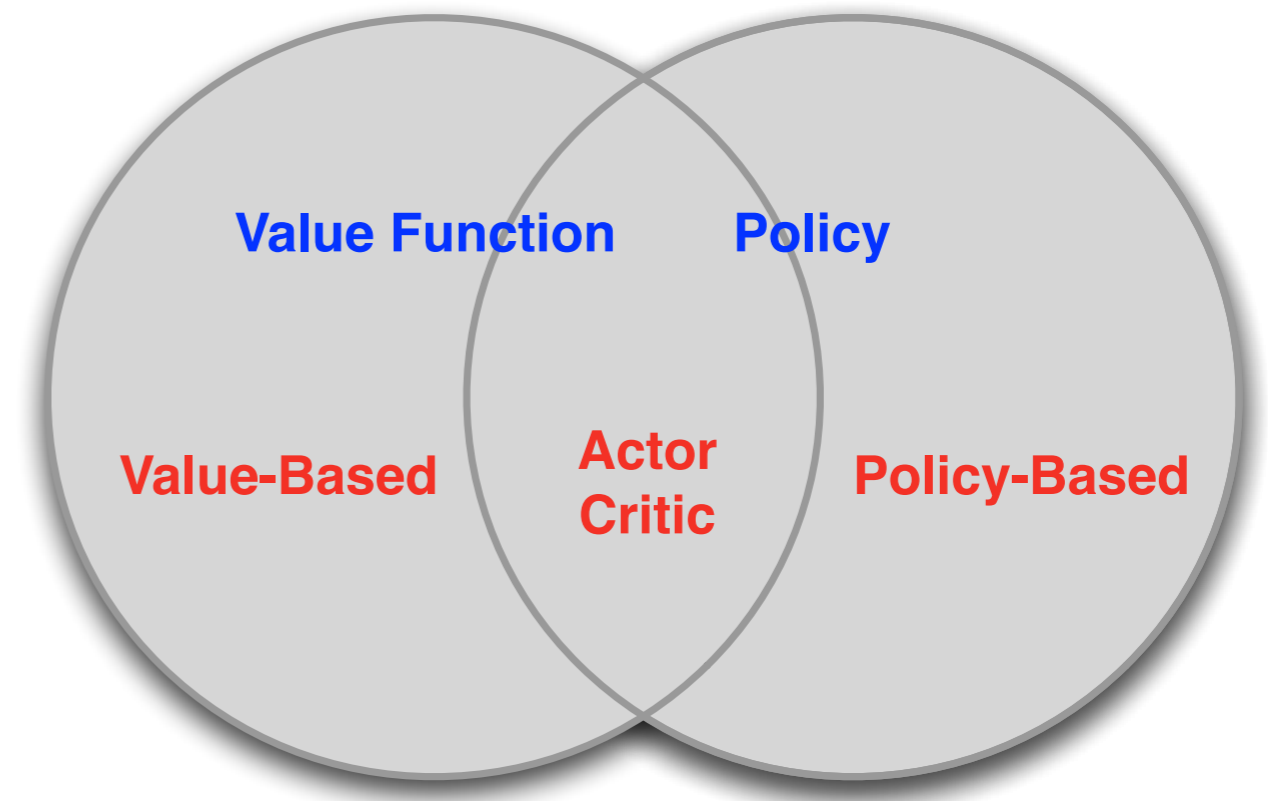 Value Function
Policy
Value-Based
Actor
Critic
Policy-Based